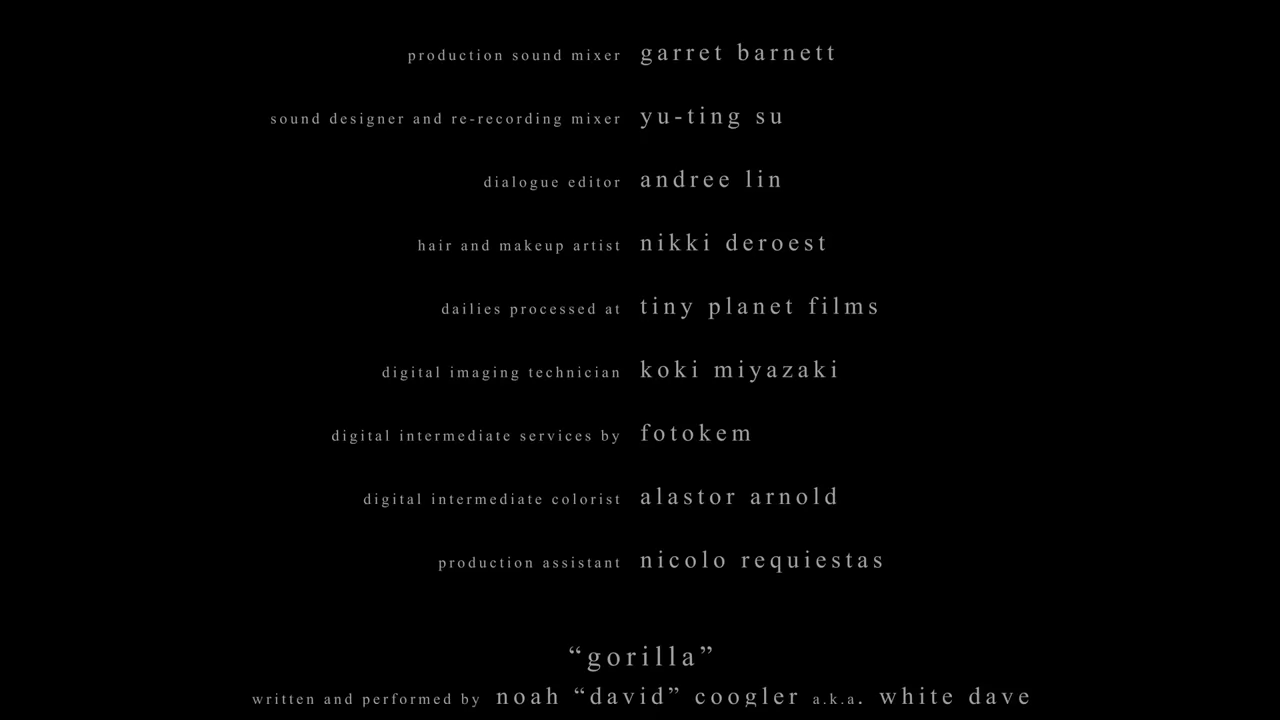 production sound mixer garret barnett
sound designer and re-recording mixer yu-ting su
dialogue editor andree lin
hair and makeup artist nikki deroest
dailies processed at tiny planet films
digital imaging technician koki miyazaki
digital intermediate services by fotokem
digital intermediate colorist alastor arnold
production assistant nicolo requiestas
“gorilla”
written and performed by noah “david” coogler a.k.a. white dave